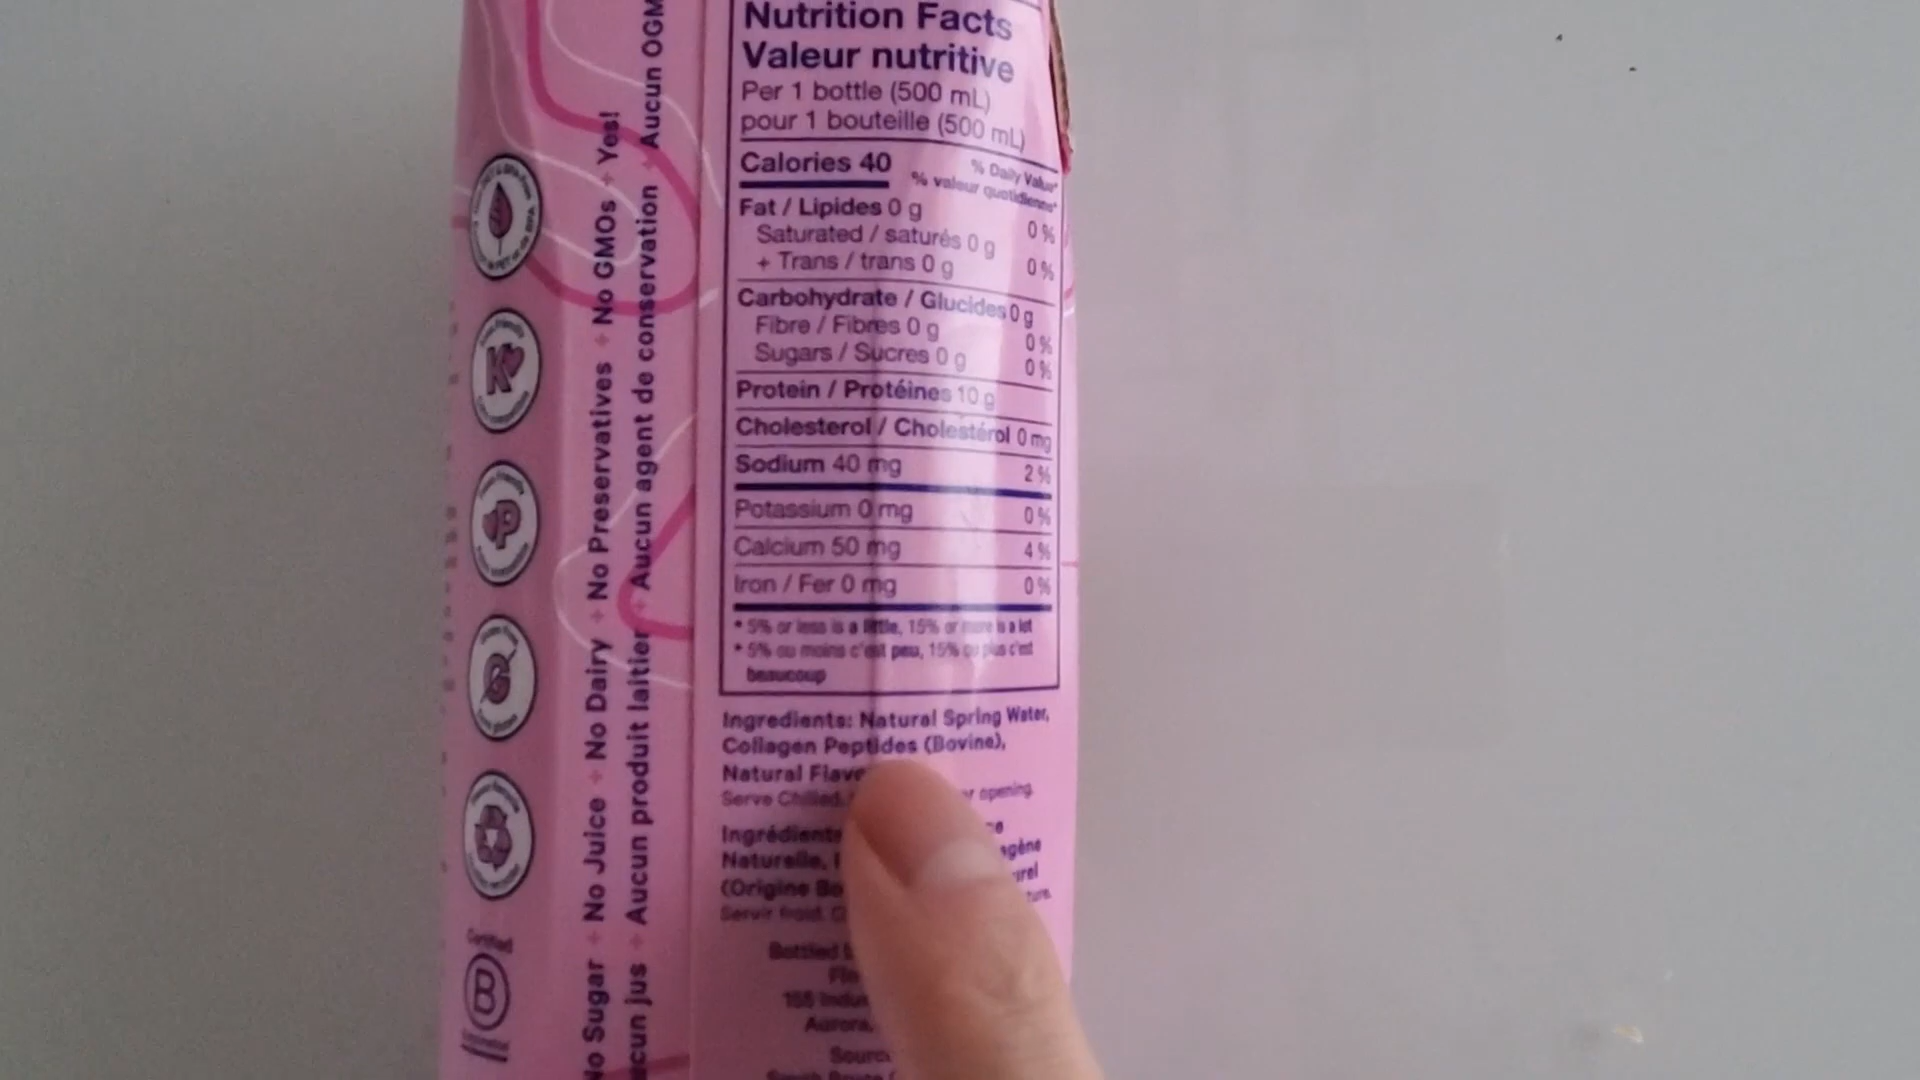 Nutrition Facts
Valeur nutritive
Per 1 bottle (500 mL)
pour 1 bouteille (500 mL)
Calories 40
% Daily Value*
% valeur quotidienne*
Fat / Lipides 0 g 0 %
Saturated / saturés 0 g
+ Trans / trans 0 g 0 %
Carbohydrate / Glucides 0 g
Fibre / Fibres 0 g 0 %
Sugars / Sucres 0 g 0 %
Protein / Protéines 10 g
Cholesterol / Cholestérol 0 mg
Sodium 40 mg 2 %
Potassium 0 mg 0 %
Calcium 50 mg 4 %
Iron / Fer 0 mg 0 %
* 5% or less is a little, 15% or more is a lot
* 5% ou moins c'est peu, 15% ou plus c'est
beaucoup
Ingredients: Natural Spring Water,
Collagen Peptides (Bovine),
Natural
Serve Chilled. opening.
Naturelle,
(Origine
Servir froid.
Bottled
155
Aurora,
No Sugar + No Juice + No Dairy + No Preservatives + No GMOs + Yes!
jus + Aucun produit laitier + Aucun agent de conservation + Aucun OGM
K
P
G
Certified
B